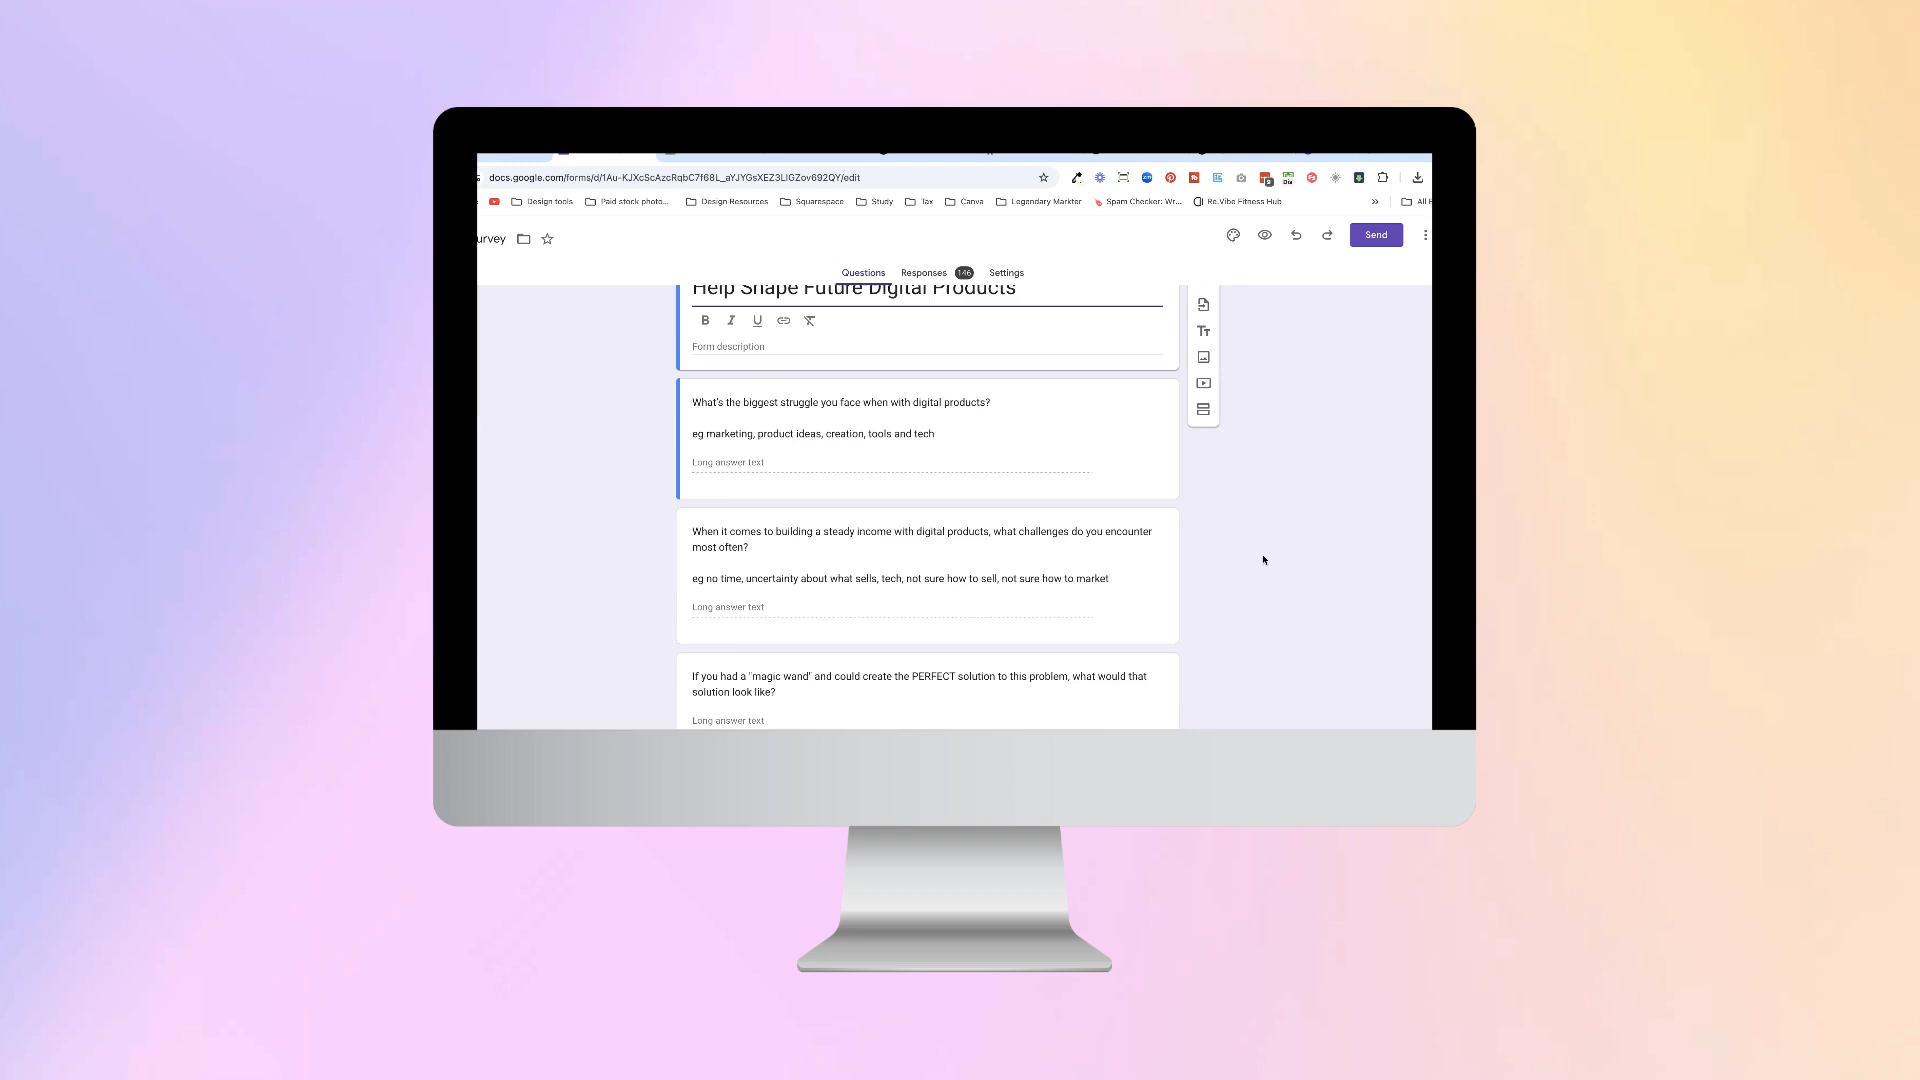 docs.google.com/forms/d/1Au-KJXcScAzcRqbC7f68L_aYJYGsXEZ3LIGZov692QY/edit
Design tools Paid stock photo... Design Resources Squarespace Study Tax Canva Legendary Markter Spam Checker: Wr... Re.Vibe Fitness Hub » All
urvey Send
Questions Responses 146 Settings
Help Shape Future Digital Products
B I U
Form description
Tт
What's the biggest struggle you face when with digital products?
eg marketing, product ideas, creation, tools and tech
Long answer text
When it comes to building a steady income with digital products, what challenges do you encounter
most often?
eg no time, uncertainty about what sells, tech, not sure how to sell, not sure how to market
Long answer text
If you had a "magic wand" and could create the PERFECT solution to this problem, what would that
solution look like?
Long answer text